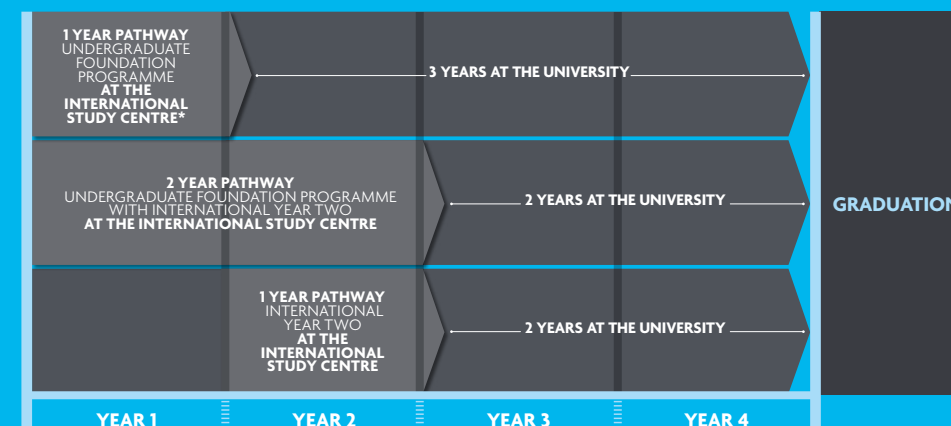 1 YEAR PATHWAY
UNDERGRADUATE
FOUNDATION
PROGRAMME
AT THE
INTERNATIONAL
STUDY CENTRE*
3 YEARS AT THE UNIVERSITY
2 YEAR PATHWAY
UNDERGRADUATE FOUNDATION PROGRAMME
WITH INTERNATIONAL YEAR TWO
AT THE INTERNATIONAL STUDY CENTRE
2 YEARS AT THE UNIVERSITY
GRADUATION
1 YEAR PATHWAY
INTERNATIONAL
YEAR TWO
AT THE
INTERNATIONAL
STUDY CENTRE
2 YEARS AT THE UNIVERSITY
YEAR 1
YEAR 2
YEAR 3
YEAR 4